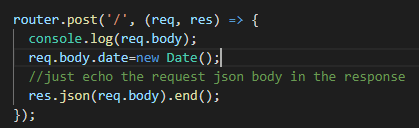 router.post('/', (req, res) => {
  console.log(req.body);
  req.body.date=new Date();
  //just echo the request json body in the response
  res.json(req.body).end();
});